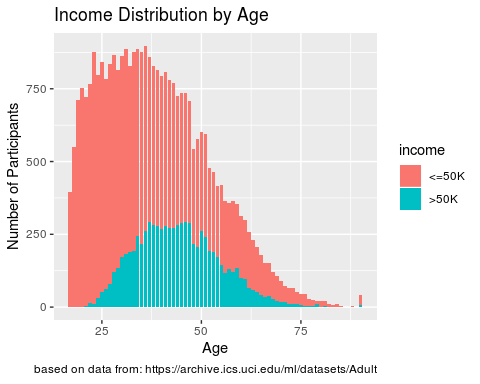 Income Distribution by Age
Number of Participants
750
500
250
0
25 50 75
Age
income
<=50K
>50K
based on data from: https://archive.ics.uci.edu/ml/datasets/Adult